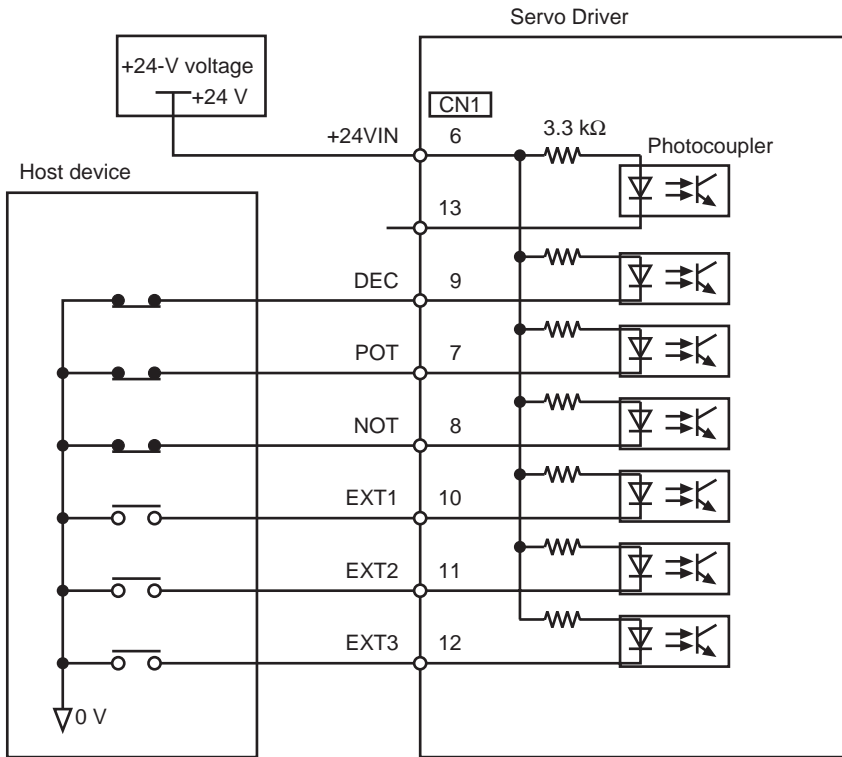 Servo Driver
+24-V voltage
+24 V
CN1
+24VIN
6
3.3 kΩ
Photocoupler
Host device
13
DEC
9
POT
7
NOT
8
EXT1
10
EXT2
11
EXT3
12
0 V